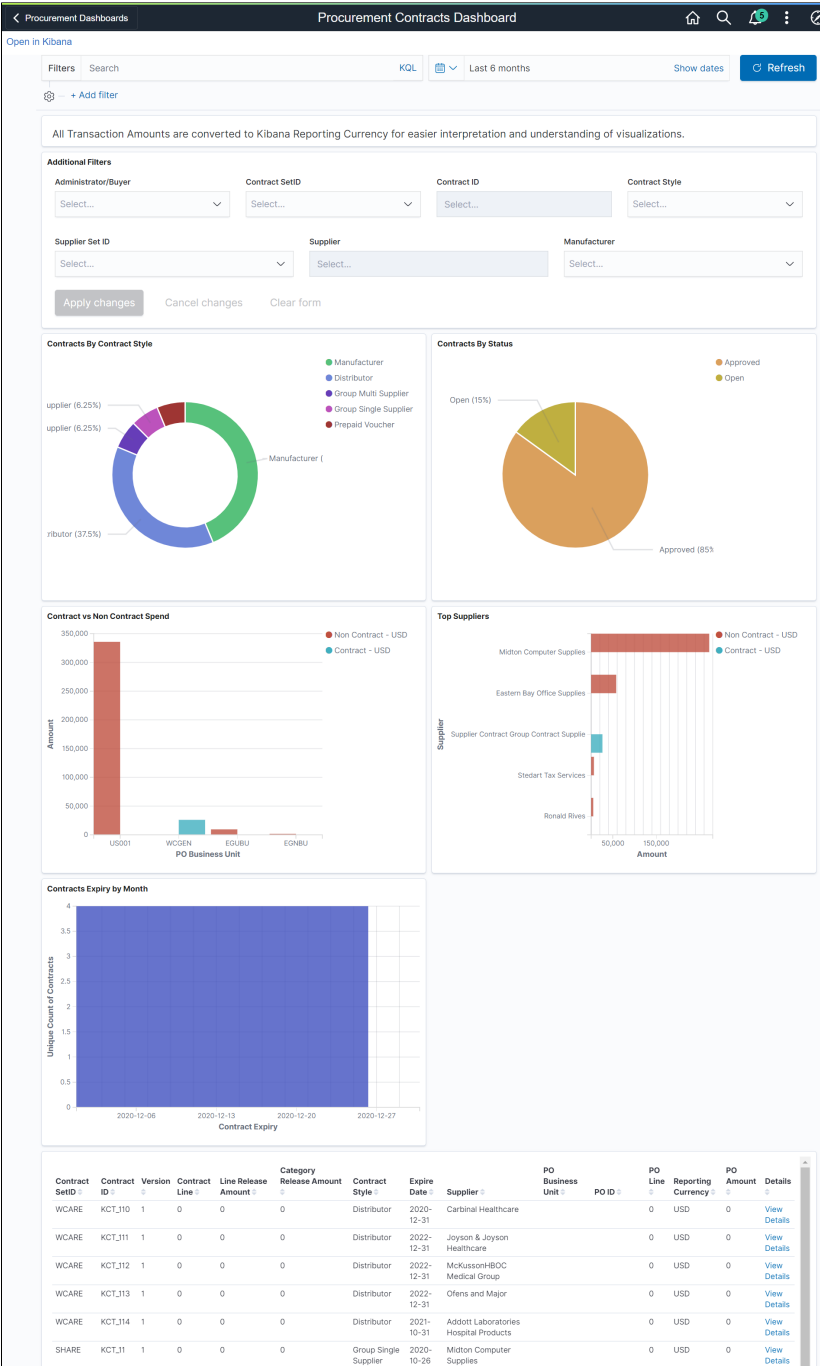 Procurement Dashboards
Procurement Contracts Dashboard
5
Open in Kibana
Filters Search KQL Last 6 months Show dates Refresh
+ Add filter
All Transaction Amounts are converted to Kibana Reporting Currency for easier interpretation and understanding of visualizations.
Additional Filters
Administrator/Buyer Contract SetID Contract ID Contract Style
Select... Select... Select... Select...
Supplier Set ID Supplier Manufacturer
Select... Select... Select...
Apply changes Cancel changes Clear form
Contracts By Contract Style
Manufacturer
Distributor
Group Multi Supplier
Group Single Supplier
Prepaid Voucher
upplier (6.25%)
upplier (6.25%)
Manufacturer (
ributor (37.5%)
Contracts By Status
Approved
Open
Open (15%)
Approved (85%
Contract vs Non Contract Spend
Non Contract - USD
Contract - USD
350,000
300,000
250,000
200,000
150,000
100,000
50,000
0
Amount
US001 WCGEN EGUBU EGNBU
PO Business Unit
Top Suppliers
Non Contract - USD
Contract - USD
Midton Computer Supplies
Eastern Bay Office Supplies
Supplier Contract Group Contract Supplie
Stedart Tax Services
Ronald Rives
Supplier
50,000 150,000
Amount
Contracts Expiry by Month
4
3.5
3
2.5
2
1.5
1
0.5
0
Unique Count of Contracts
2020-12-06 2020-12-13 2020-12-20 2020-12-27
Contract Expiry
Category PO PO PO
Contract Contract Version Contract Line Release Release Amount Contract Expire Business Line Reporting Amount Details
SetID ID Line Amount Style Date Supplier Unit PO ID Currency
WCARE KCT_110 1 0 0 0 Distributor 2020- Carbinal Healthcare 0 USD 0 View
12-31 Details
WCARE KCT_111 1 0 0 0 Distributor 2022- Joyson & Joyson 0 USD 0 View
12-31 Healthcare Details
WCARE KCT_112 1 0 0 0 Distributor 2022- McKussonHBOC 0 USD 0 View
12-31 Medical Group Details
WCARE KCT_113 1 0 0 0 Distributor 2022- Ofens and Major 0 USD 0 View
12-31 Details
WCARE KCT_114 1 0 0 0 Distributor 2021- Addott Laboratories 0 USD 0 View
10-31 Hospital Products Details
SHARE KCT_11 1 0 0 0 Group Single 2020- Midton Computer 0 USD 0 View
Supplier 10-26 Supplies Details